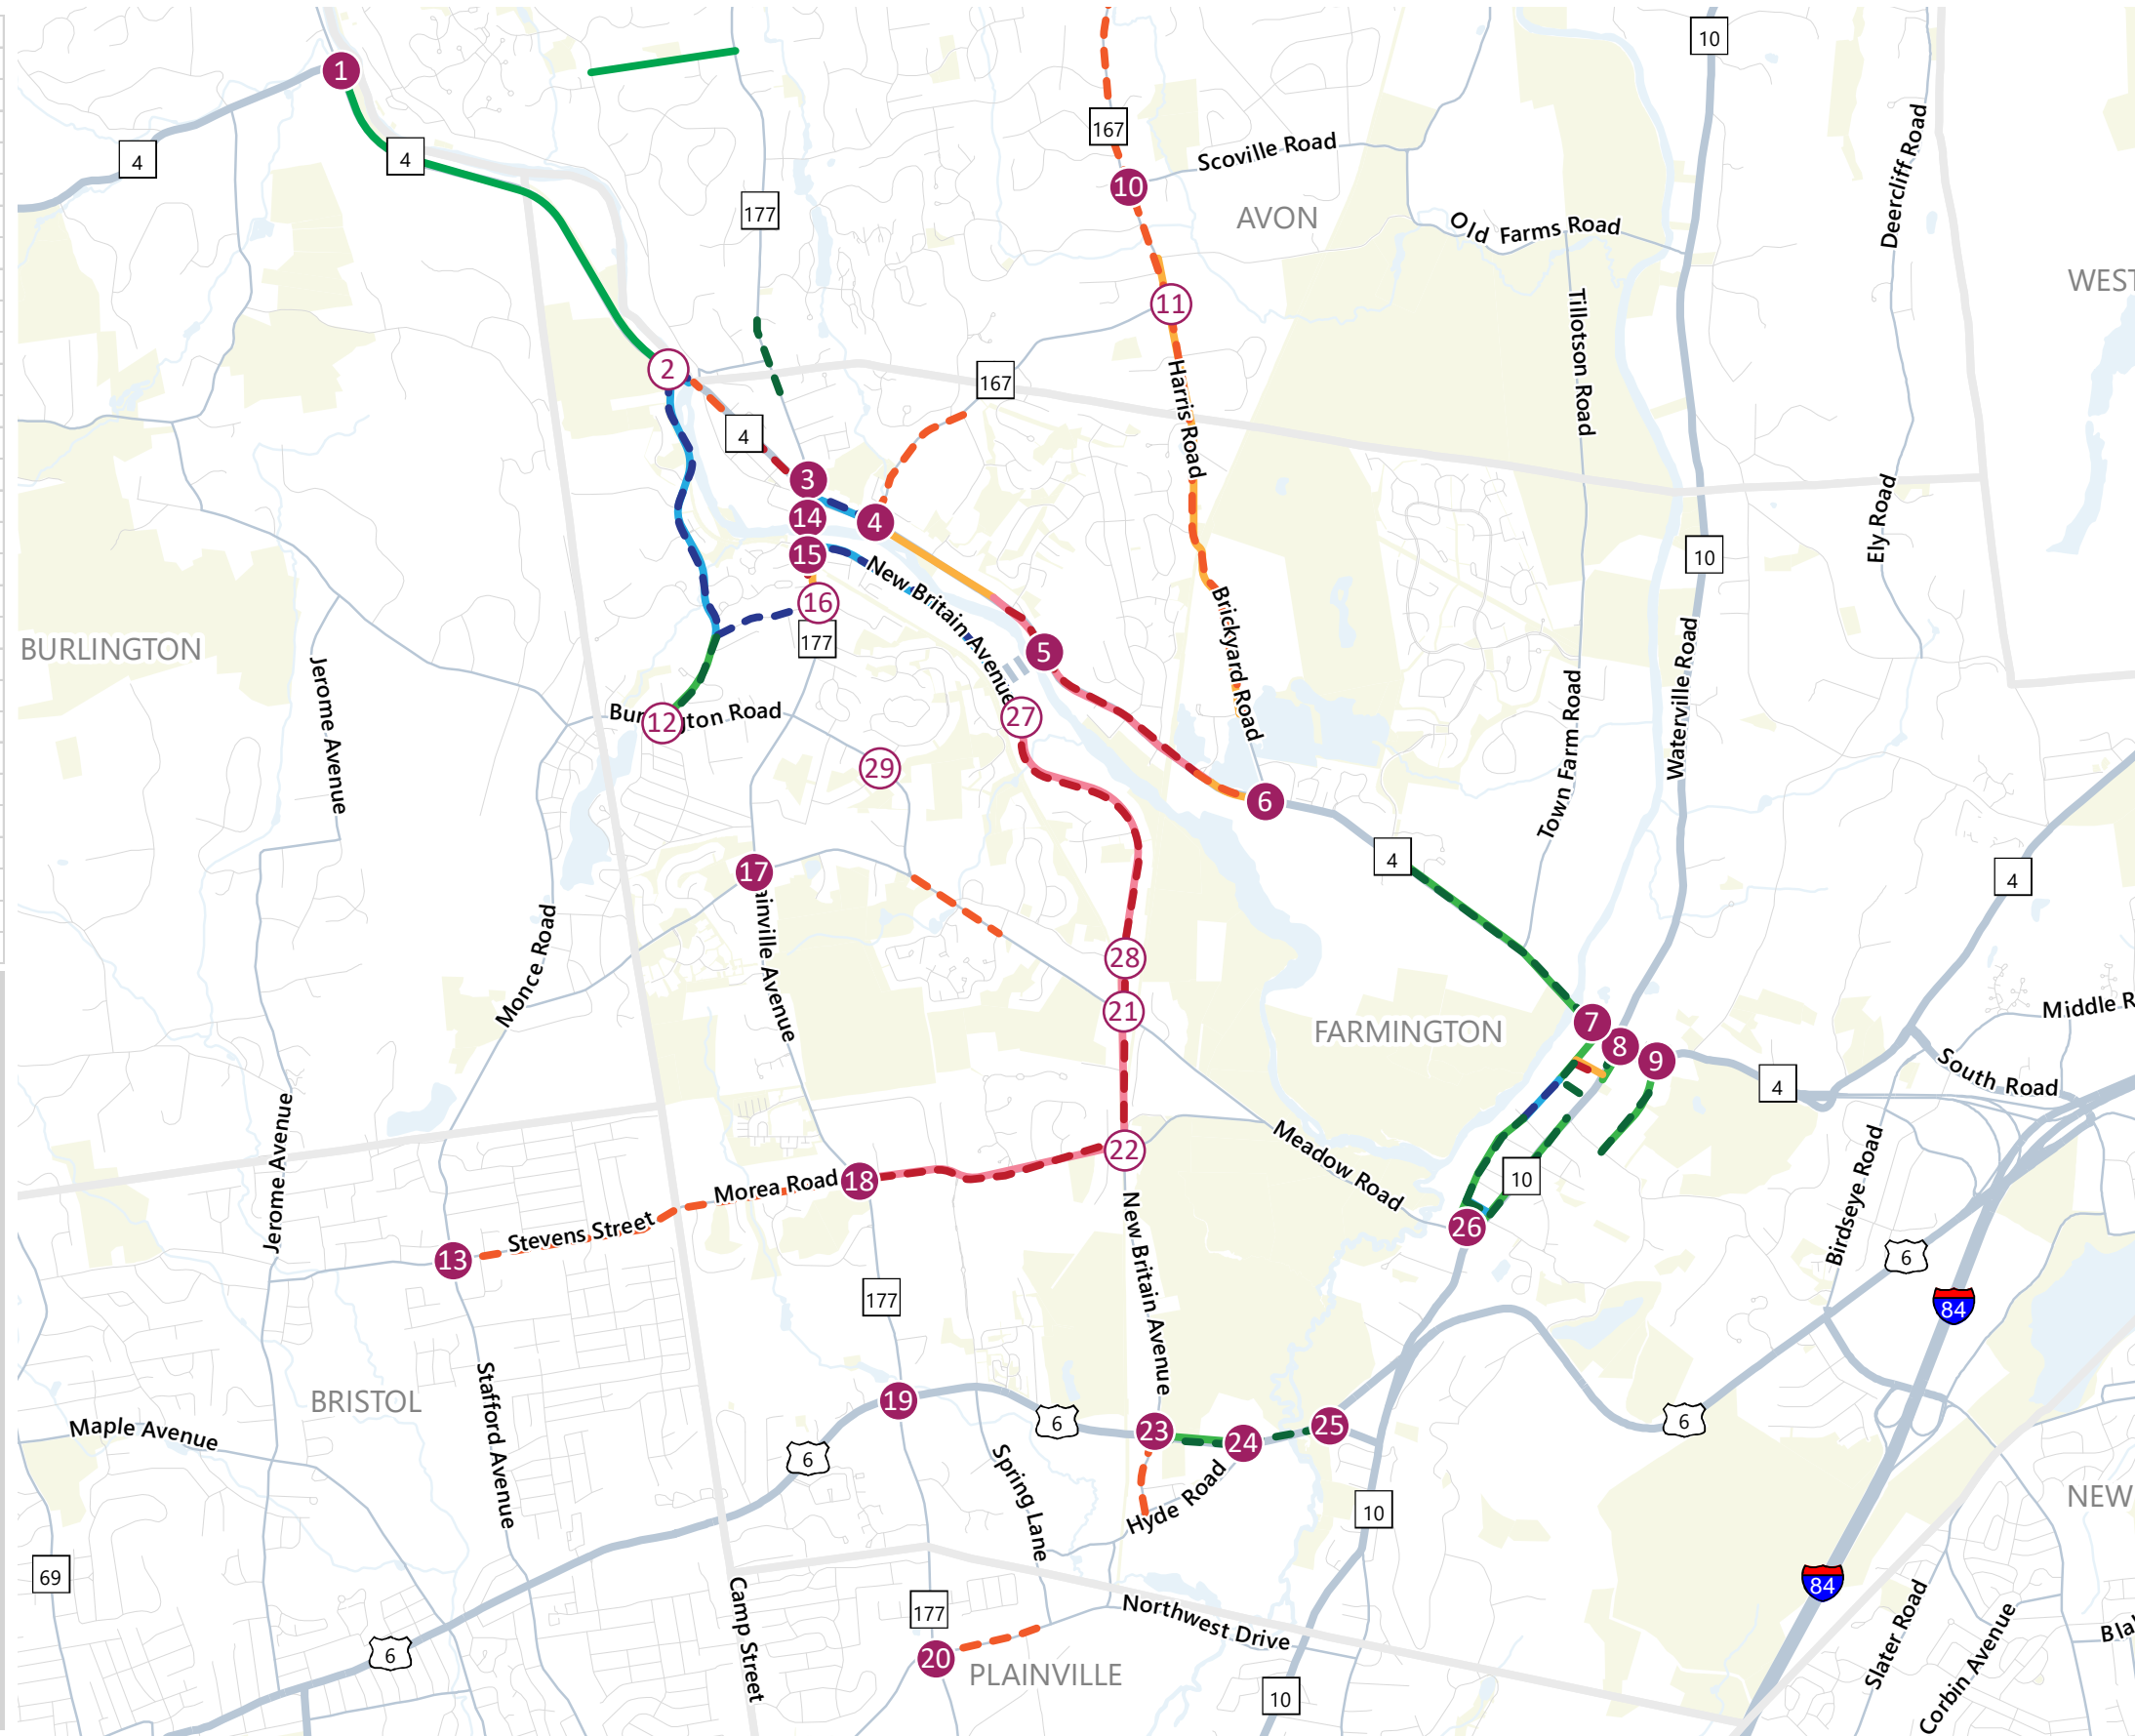 10
1
167
4
4
Scoville Road
Deercliff Road
10
177
AVON
Old Farms Road
WEST
11
Tillotson Road
2
167
Harris Road
4
3
14
4
Ely Road
10
15
New Britain Avenue
16
177
Brickyard Road
BURLINGTON
5
Jerome Avenue
Waterville Road
Town Farm Road
12
27
29
6
4
4
17
Monce Road
28
21
7
8
9
FARMINGTON
Middle R
South Road
4
Jerome Avenue
22
Meadow Road
Birdseye Road
10
Morea Road
18
Stevens Street
13
26
6
84
177
New Britain Avenue
Stafford Avenue
BRISTOL
19
6
23
24
25
6
Maple Avenue
6
Spring Lane
Hyde Road
10
NEW
69
84
Camp Street
177
Northwest Drive
Slater Road
Corbin Avenue
6
20
PLAINVILLE
10